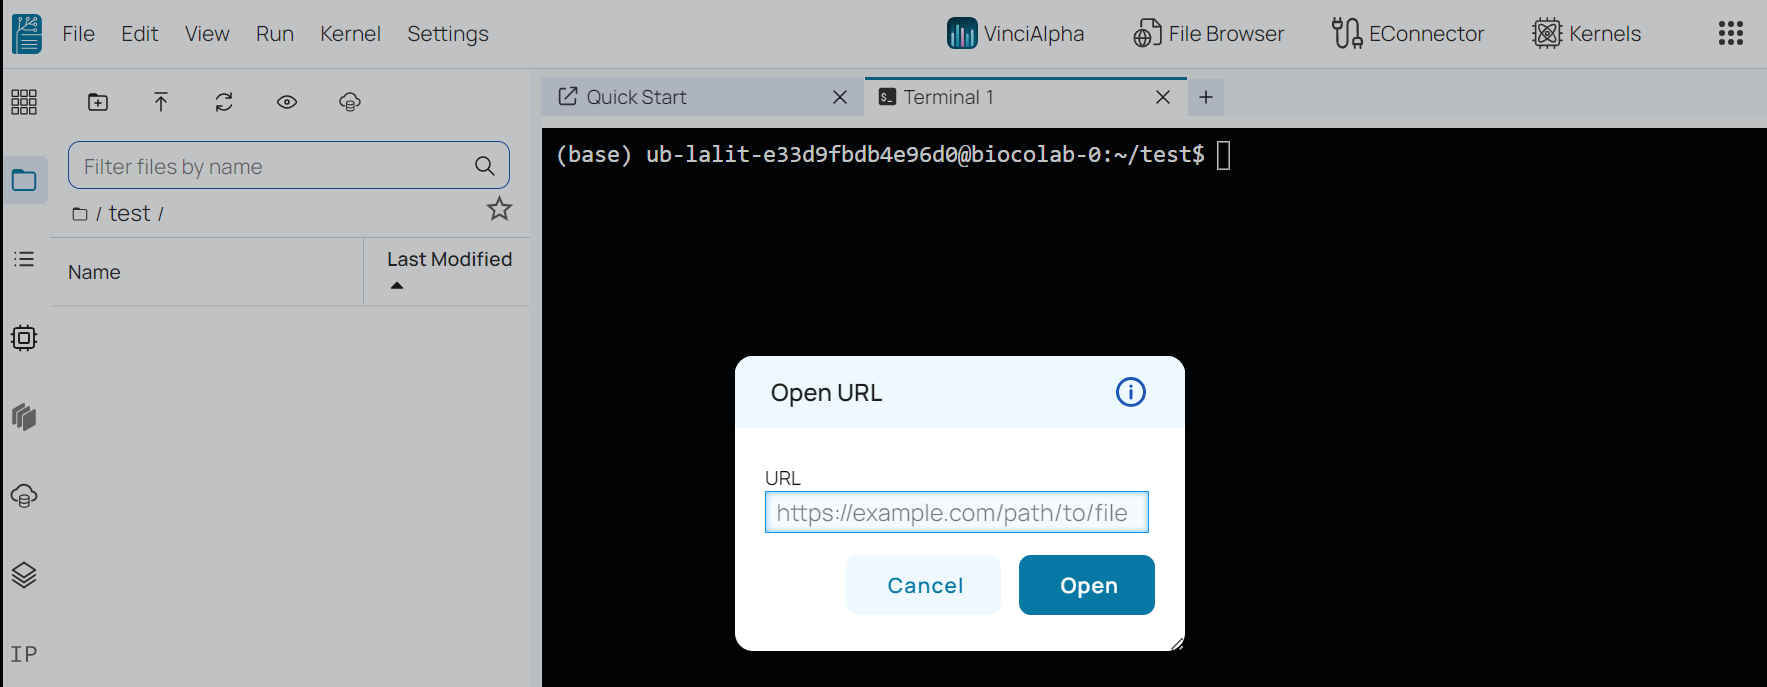 File Edit View Run Kernel Settings VinciAlpha File Browser EConnector Kernels
Quick Start Terminal 1
Filter files by name
/ test /
Name Last Modified
IP
(base) ub-lalit-e33d9fbdb4e96d0@biocolab-0:~/test$
Open URL
URL
https://example.com/path/to/file
Cancel Open